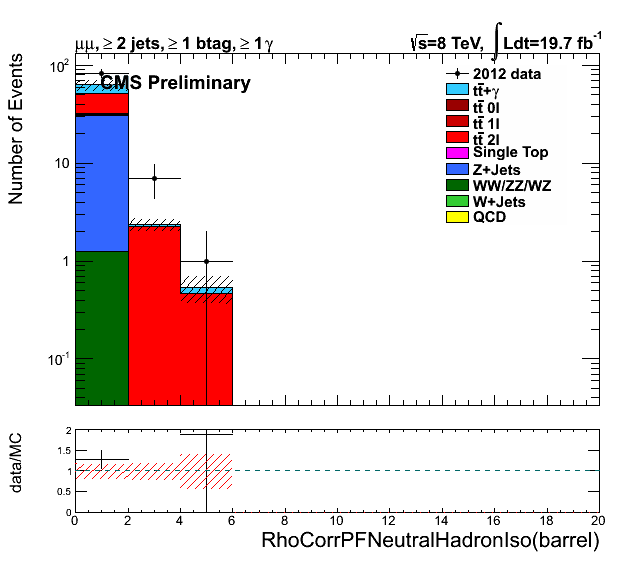 μμ, ≥ 2 jets, ≥ 1 btag, ≥ 1 γ
√s=8 TeV, ∫ Ldt=19.7 fb⁻¹
CMS Preliminary
Number of Events
10²
10
1
10⁻¹
2012 data
tt̄+γ
tt̄ 0l
tt̄ 1l
tt̄ 2l
Single Top
Z+Jets
WW/ZZ/WZ
W+Jets
QCD
data/MC
2
1.5
1
0.5
0
0 2 4 6 8 10 12 14 16 18 20
RhoCorrPFNeutralHadronIso(barrel)